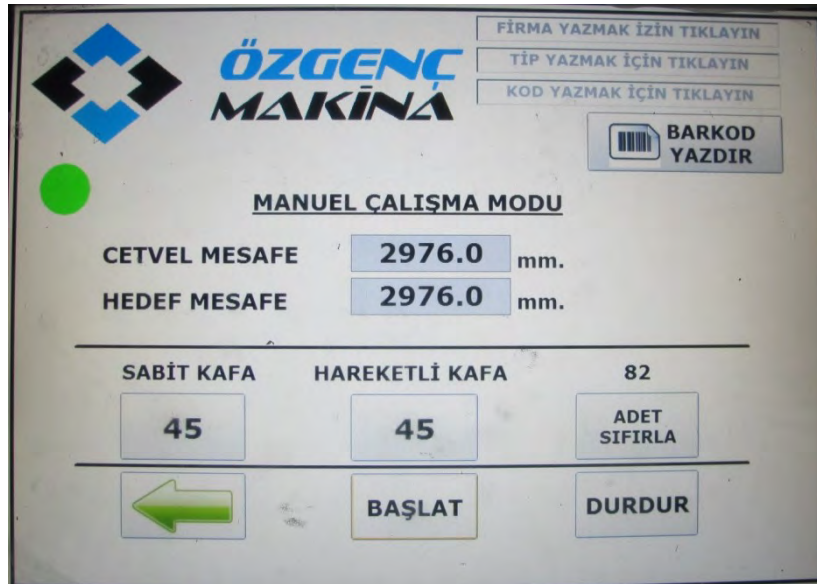 FİRMA YAZMAK İZİN TIKLAYIN
TİP YAZMAK İÇİN TIKLAYIN
KOD YAZMAK İÇİN TIKLAYIN
ÖZGENÇ
MAKİNA
BARKOD
YAZDIR
MANUEL ÇALIŞMA MODU
CETVEL MESAFE 2976.0 mm.
HEDEF MESAFE 2976.0 mm.
SABİT KAFA HAREKETLİ KAFA 82
45 45 ADET
SIFIRLA
BAŞLAT DURDUR